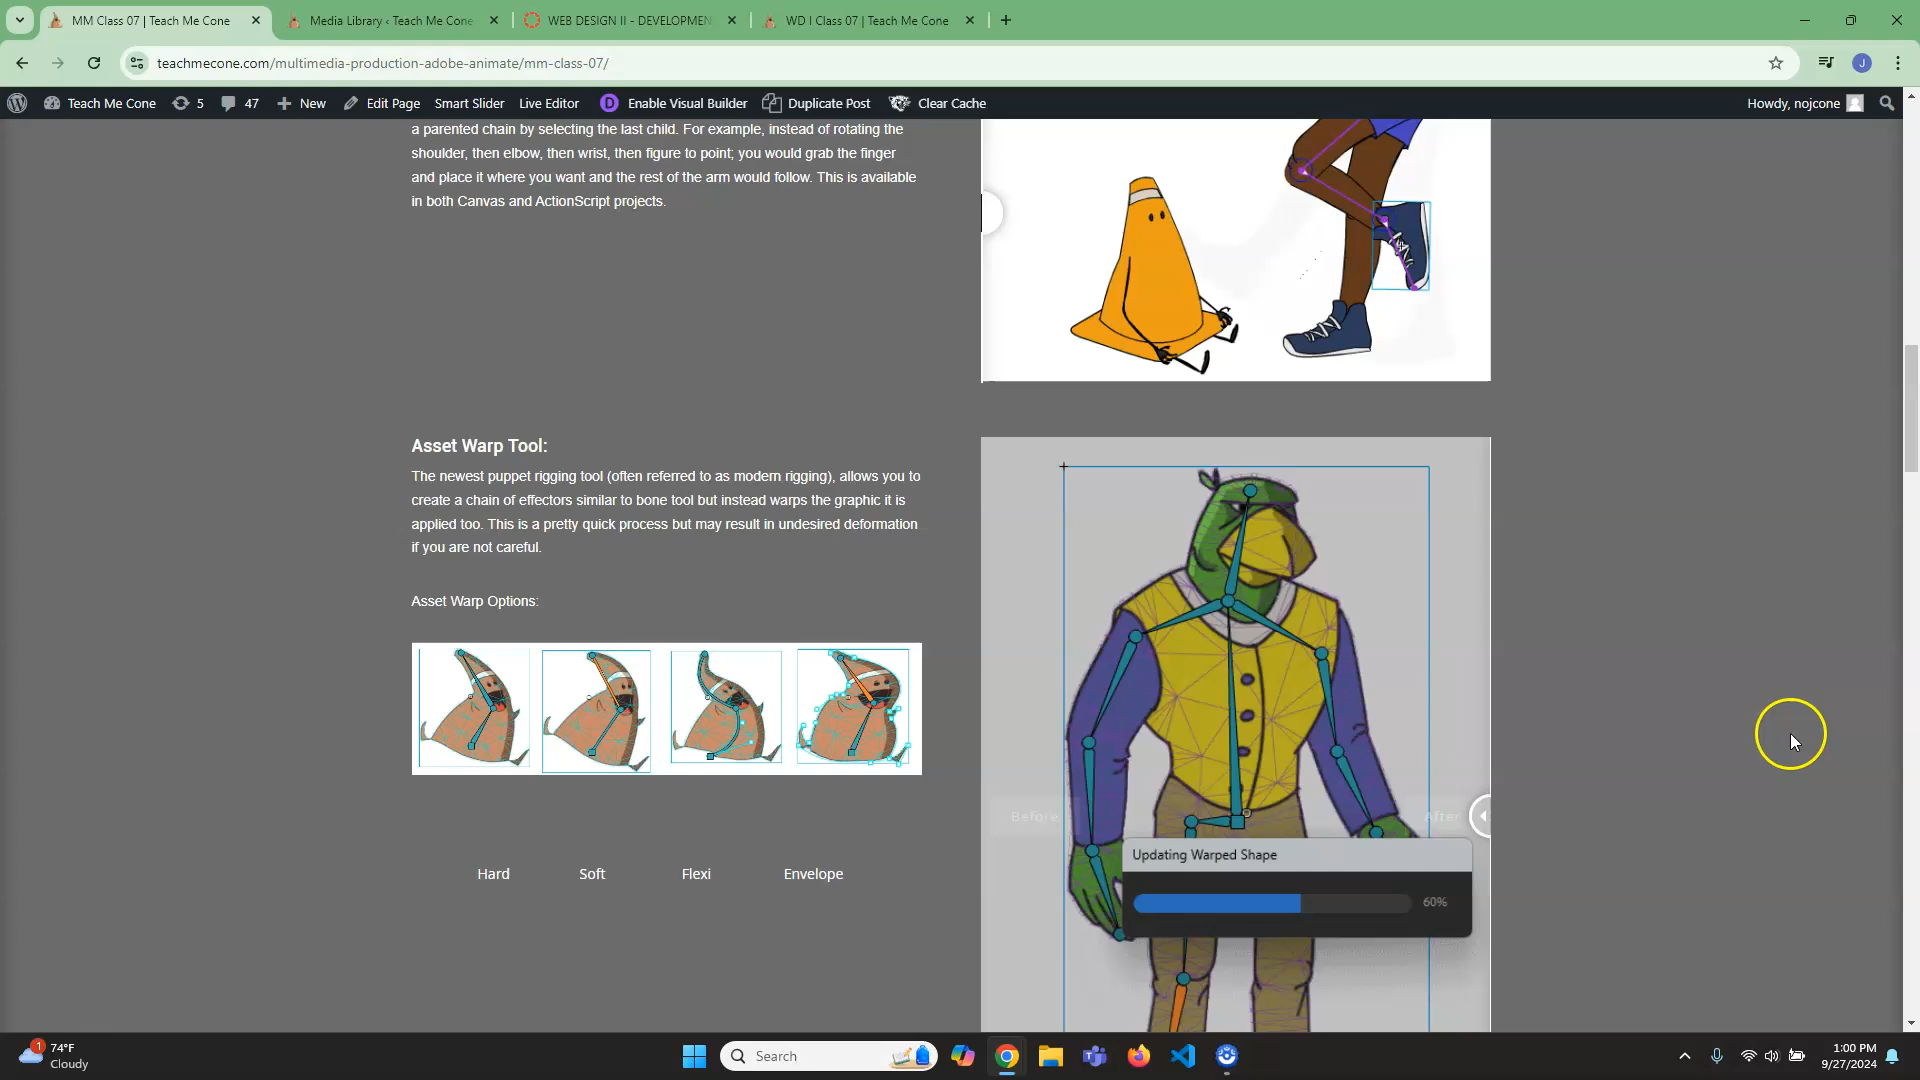 MM Class 07 | Teach Me Cone
Media Library ‹ Teach Me Cone
WEB DESIGN II - DEVELOPMEN
WD I Class 07 | Teach Me Cone
teachmecone.com/multimedia-production-adobe-animate/mm-class-07/
J
Teach Me Cone
5
47
New
Edit Page
Smart Slider
Live Editor
D
Enable Visual Builder
Duplicate Post
Clear Cache
Howdy, nojcone
a parented chain by selecting the last child. For example, instead of rotating the
shoulder, then elbow, then wrist, then figure to point; you would grab the finger
and place it where you want and the rest of the arm would follow. This is available
in both Canvas and ActionScript projects.
Asset Warp Tool:
The newest puppet rigging tool (often referred to as modern rigging), allows you to
create a chain of effectors similar to bone tool but instead warps the graphic it is
applied too. This is a pretty quick process but may result in undesired deformation
if you are not careful.
Asset Warp Options:
Hard
Soft
Flexi
Envelope
Before
After
Updating Warped Shape
60%
1
74°F
Cloudy
Search
1:00 PM
9/27/2024